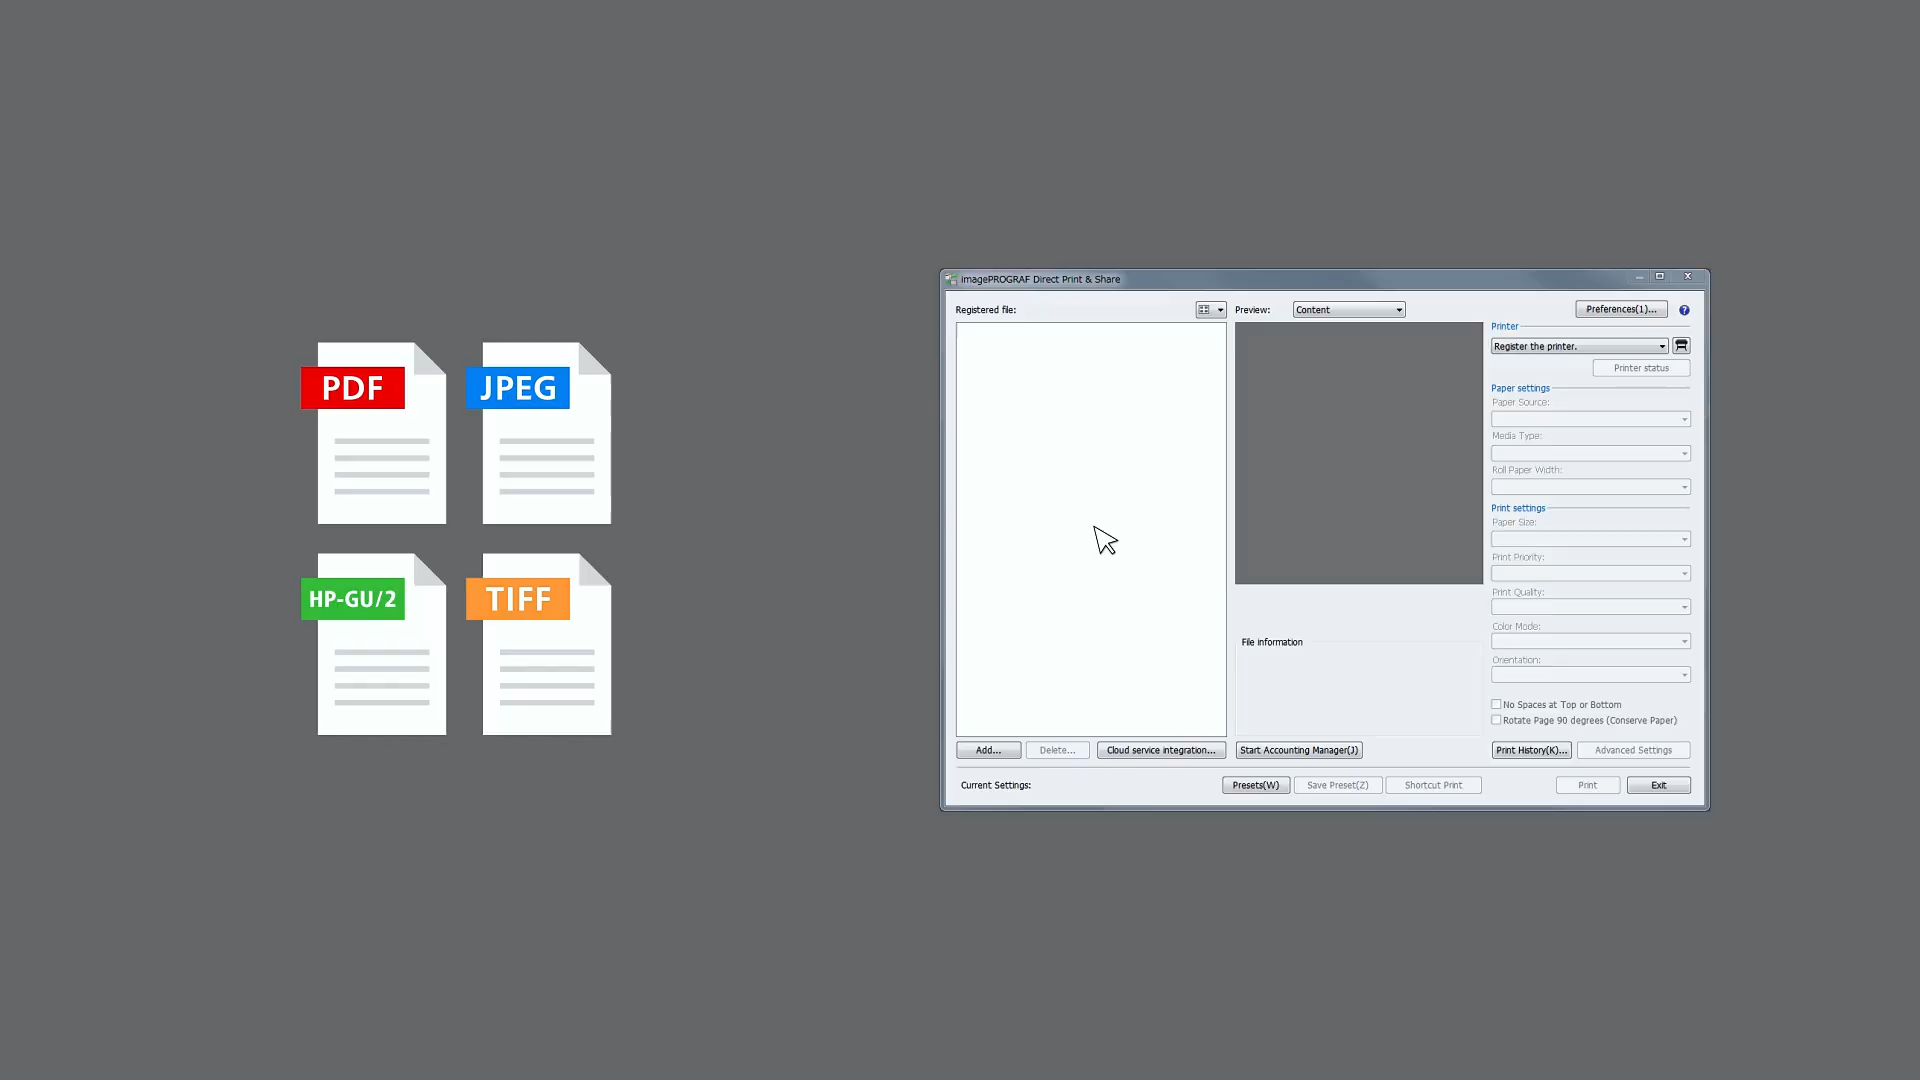 PDF
JPEG
HP-GU/2
TIFF
imagePROGRAF Direct Print & Share
Registered file:
Preview:
Content
Preferences(1)...
?
Printer
Register the printer.
Printer status
Paper settings
Paper Source:
Media Type:
Roll Paper Width:
Print settings
Paper Size:
Print Priority:
Print Quality:
Color Mode:
Orientation:
No Spaces at Top or Bottom
Rotate Page 90 degrees (Conserve Paper)
File information
Add...
Delete...
Cloud service integration...
Start Accounting Manager(J)
Print History(K)...
Advanced Settings
Current Settings:
Presets(W)
Save Preset(Z)
Shortcut Print
Print
Exit